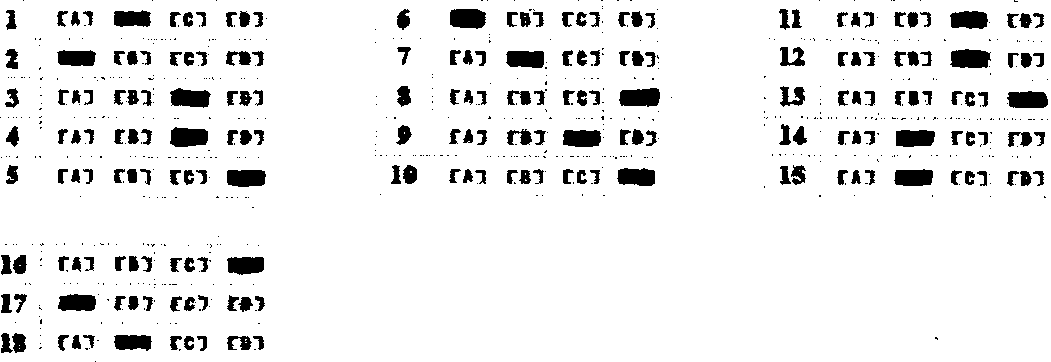 1 [A] [C] [D]
2 [B] [C] [D]
3 [A] [B] [D]
4 [A] [B] [D]
5 [A] [B] [C]
6 [B] [C] [D]
7 [A] [C] [D]
8 [A] [B] [C]
9 [A] [B] [D]
10 [A] [B] [C]
11 [A] [B] [D]
12 [A] [B] [D]
13 [A] [B] [C]
14 [A] [C] [D]
15 [A] [C] [D]
16 [A] [B] [C]
17 [B] [C] [D]
18 [A] [C] [D]